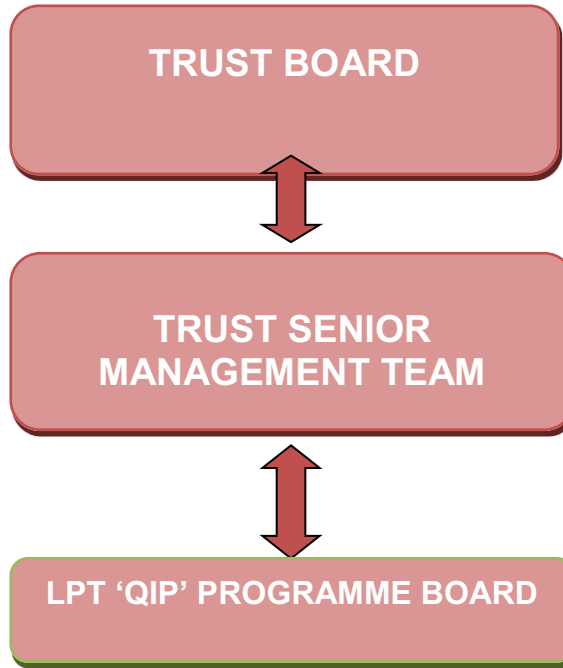 TRUST BOARD
TRUST SENIOR
MANAGEMENT TEAM
LPT ‘QIP’ PROGRAMME BOARD